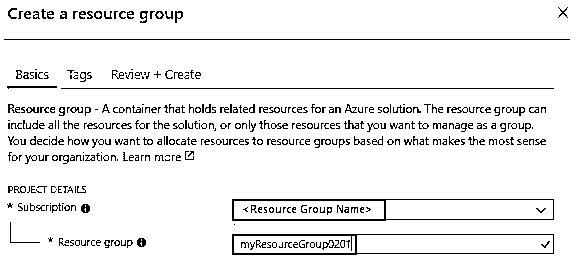 Create a resource group
Basics Tags Review + Create
Resource group - A container that holds related resources for an Azure solution. The resource group can
include all the resources for the solution, or only those resources that you want to manage as a group.
You decide how you want to allocate resources to resource groups based on what makes the most sense
for your organization. Learn more
PROJECT DETAILS
* Subscription <Resource Group Name>
* Resource group myResourceGroup0201